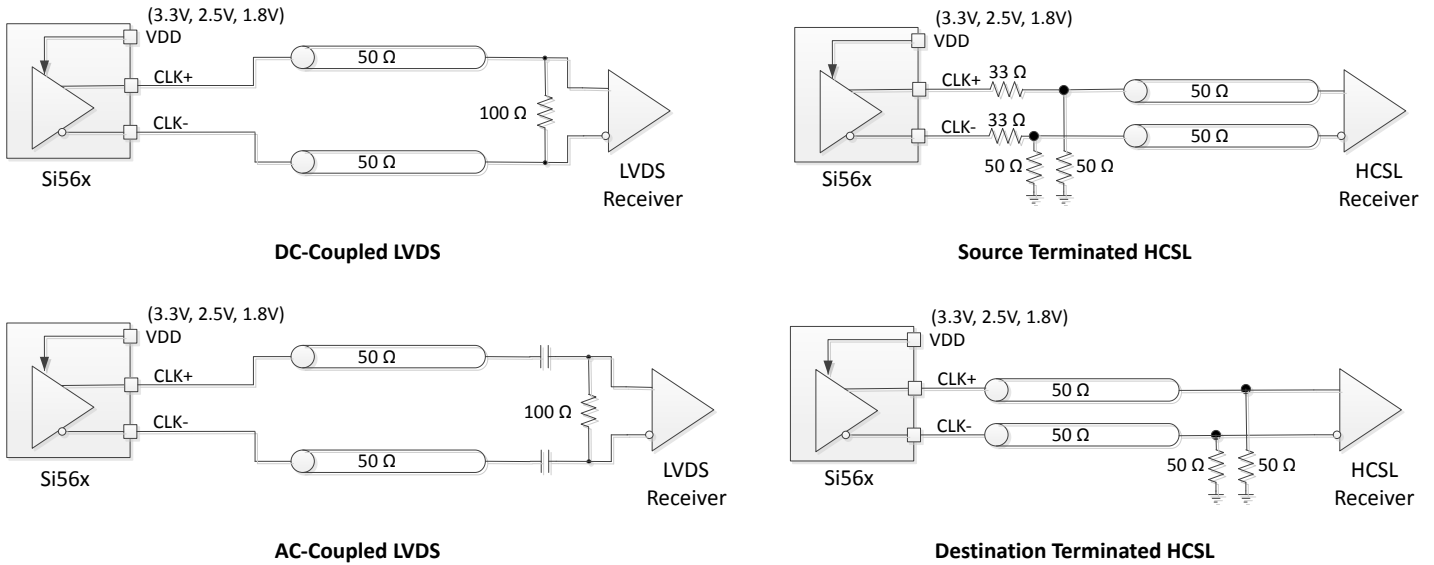 (3.3V, 2.5V, 1.8V)
VDD
CLK+
CLK-
50 Ω
50 Ω
100 Ω
Si56x
LVDS
Receiver
DC-Coupled LVDS
(3.3V, 2.5V, 1.8V)
VDD
CLK+
CLK-
33 Ω
33 Ω
50 Ω
50 Ω
50 Ω
50 Ω
Si56x
HCSL
Receiver
Source Terminated HCSL
(3.3V, 2.5V, 1.8V)
VDD
CLK+
CLK-
50 Ω
50 Ω
100 Ω
Si56x
LVDS
Receiver
AC-Coupled LVDS
(3.3V, 2.5V, 1.8V)
VDD
CLK+
CLK-
50 Ω
50 Ω
50 Ω
50 Ω
Si56x
HCSL
Receiver
Destination Terminated HCSL